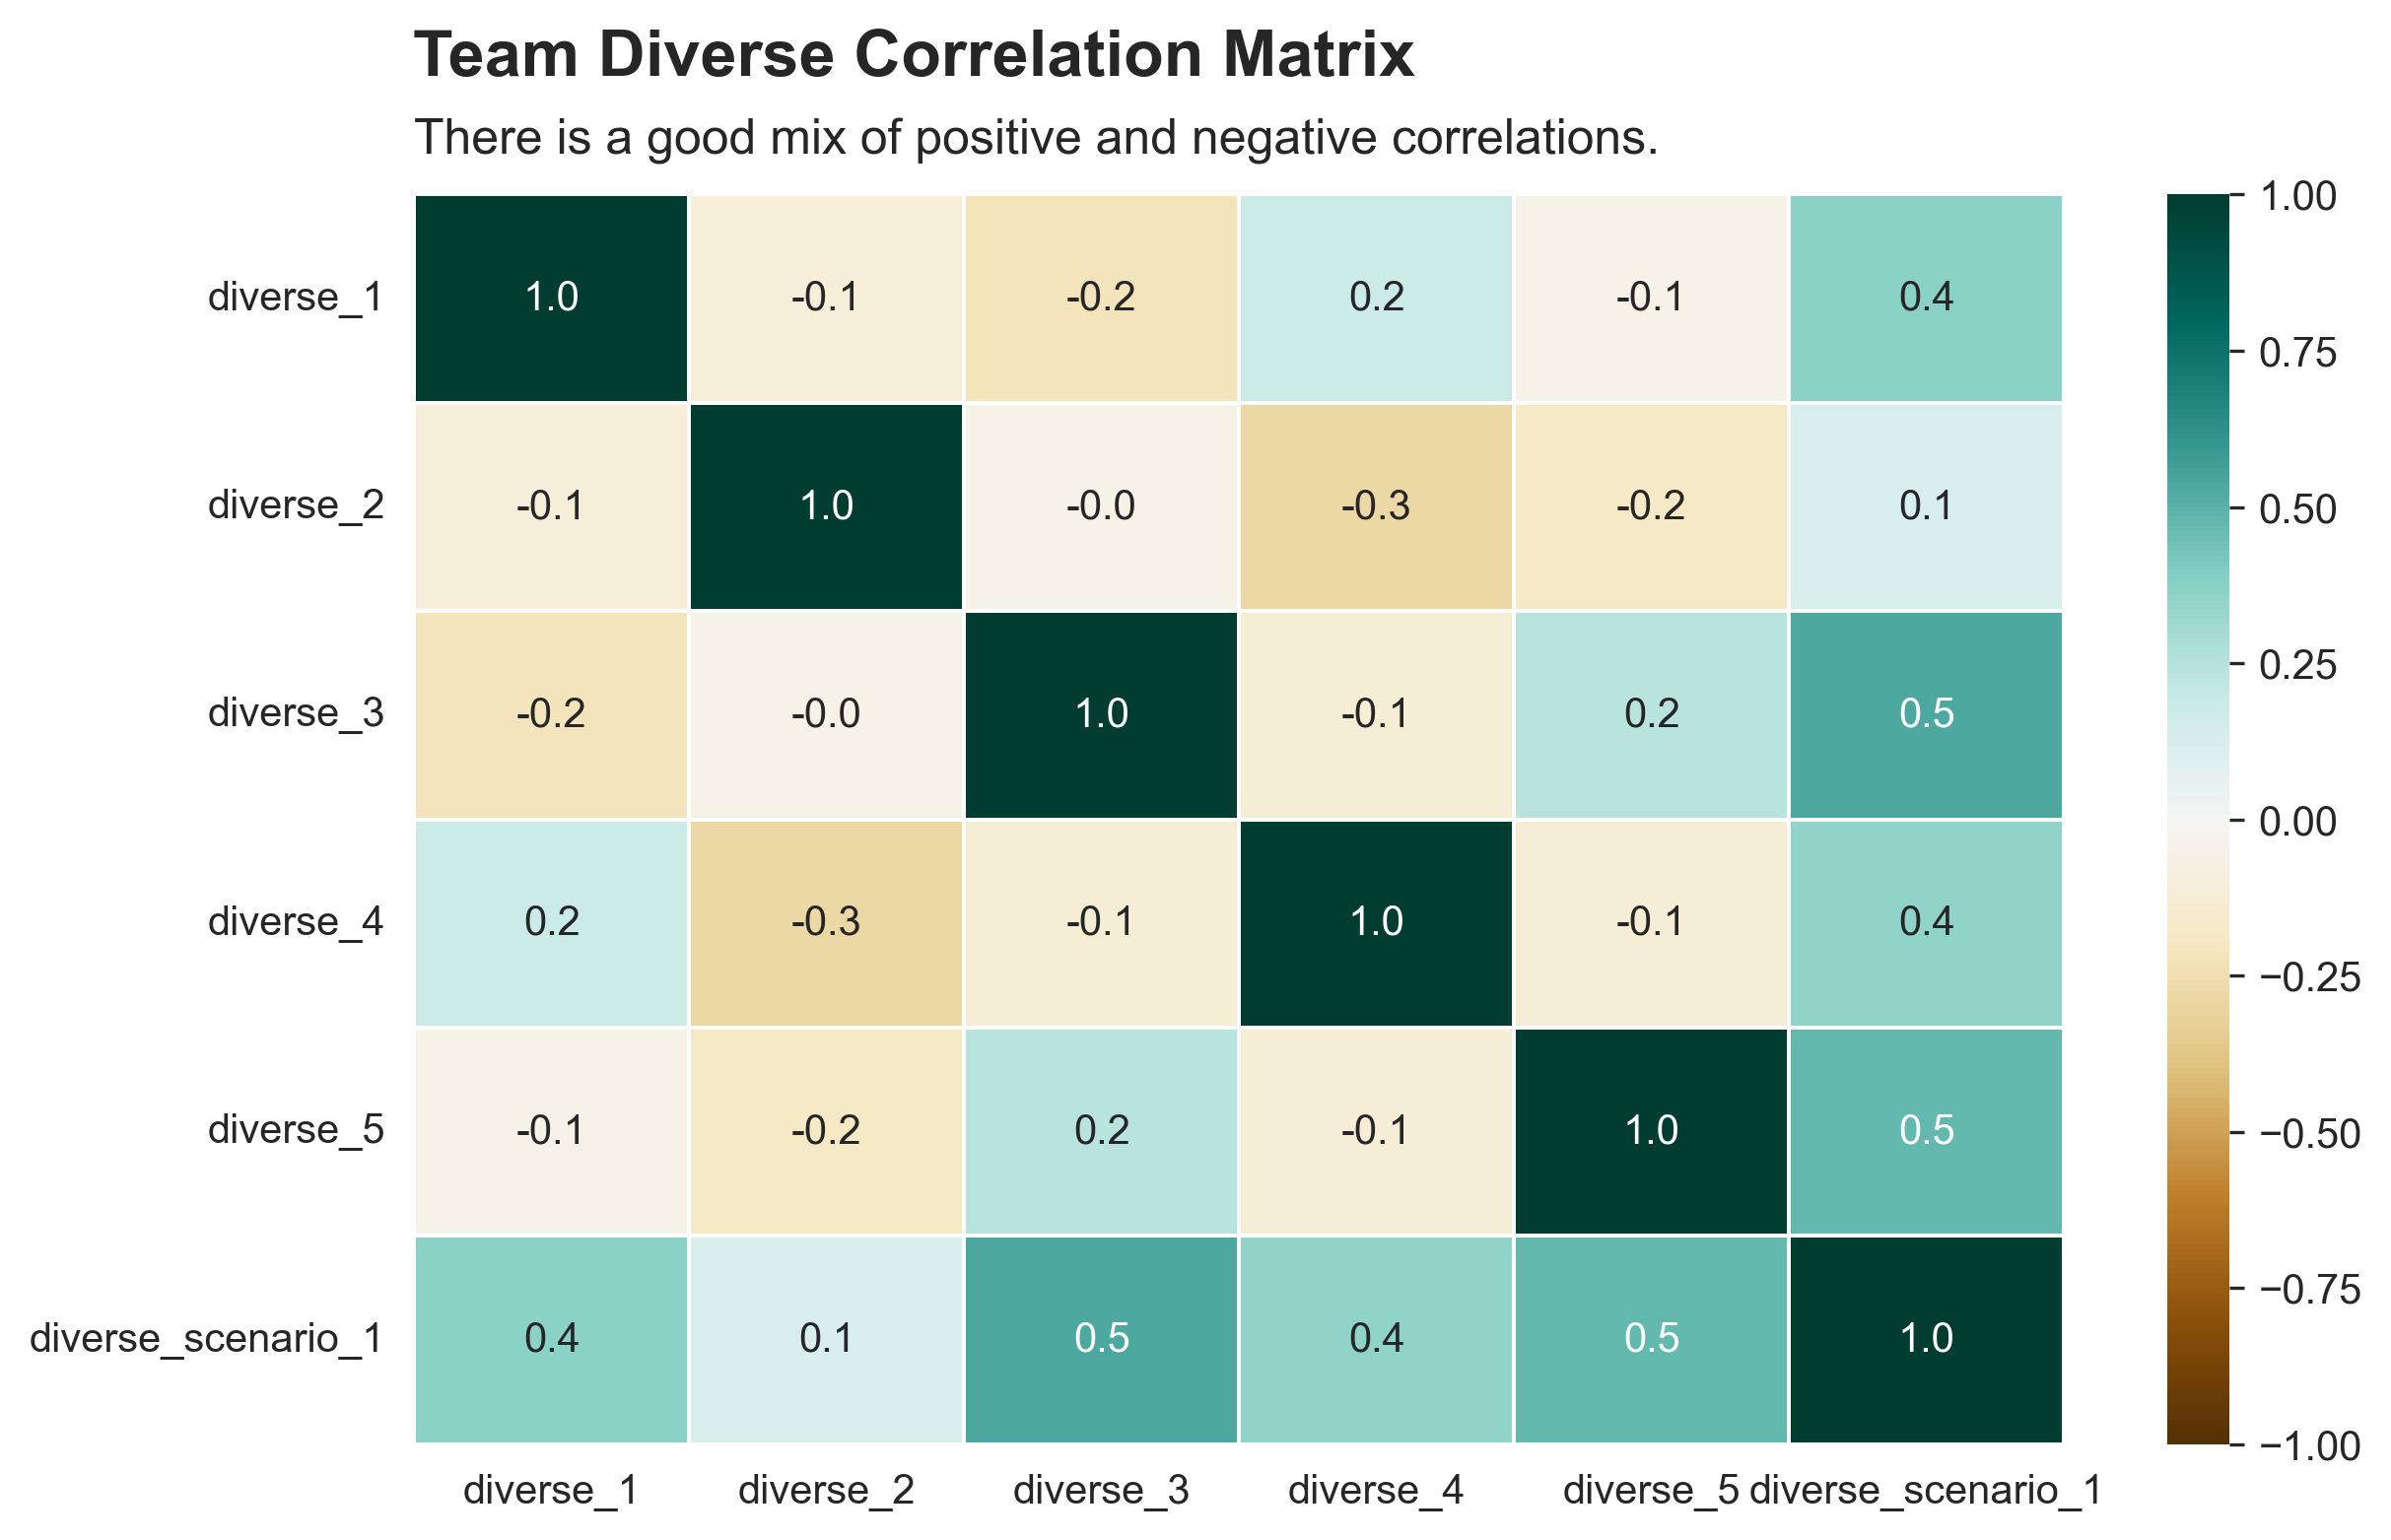 Team Diverse Correlation Matrix
There is a good mix of positive and negative correlations.
diverse_1 1.0 -0.1 -0.2 0.2 -0.1 0.4
diverse_2 -0.1 1.0 -0.0 -0.3 -0.2 0.1
diverse_3 -0.2 -0.0 1.0 -0.1 0.2 0.5
diverse_4 0.2 -0.3 -0.1 1.0 -0.1 0.4
diverse_5 -0.1 -0.2 0.2 -0.1 1.0 0.5
diverse_scenario_1 0.4 0.1 0.5 0.4 0.5 1.0
diverse_1 diverse_2 diverse_3 diverse_4 diverse_5 diverse_scenario_1
1.00
0.75
0.50
0.25
0.00
−0.25
−0.50
−0.75
−1.00